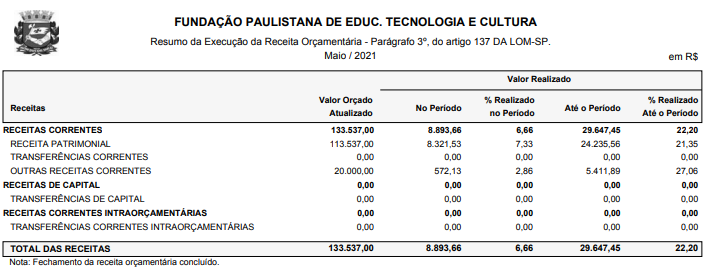 FUNDAÇÃO PAULISTANA DE EDUC. TECNOLOGIA E CULTURA
Resumo da Execução da Receita Orçamentária - Parágrafo 3º, do artigo 137 DA LOM-SP.
Maio / 2021
em R$
Valor Realizado
Receitas Valor Orçado Atualizado No Período % Realizado no Período Até o Período % Realizado Até o Período
RECEITAS CORRENTES 133.537,00 8.893,66 6,66 29.647,45 22,20
RECEITA PATRIMONIAL 113.537,00 8.321,53 7,33 24.235,56 21,35
TRANSFERÊNCIAS CORRENTES 0,00 0,00 0,00 0,00 0,00
OUTRAS RECEITAS CORRENTES 20.000,00 572,13 2,86 5.411,89 27,06
RECEITAS DE CAPITAL 0,00 0,00 0,00 0,00 0,00
TRANSFERÊNCIAS DE CAPITAL 0,00 0,00 0,00 0,00 0,00
RECEITAS CORRENTES INTRAORÇAMENTÁRIAS 0,00 0,00 0,00 0,00 0,00
TRANSFERÊNCIAS CORRENTES INTRAORÇAMENTÁRIAS 0,00 0,00 0,00 0,00 0,00
TOTAL DAS RECEITAS 133.537,00 8.893,66 6,66 29.647,45 22,20
Nota: Fechamento da receita orçamentária concluído.